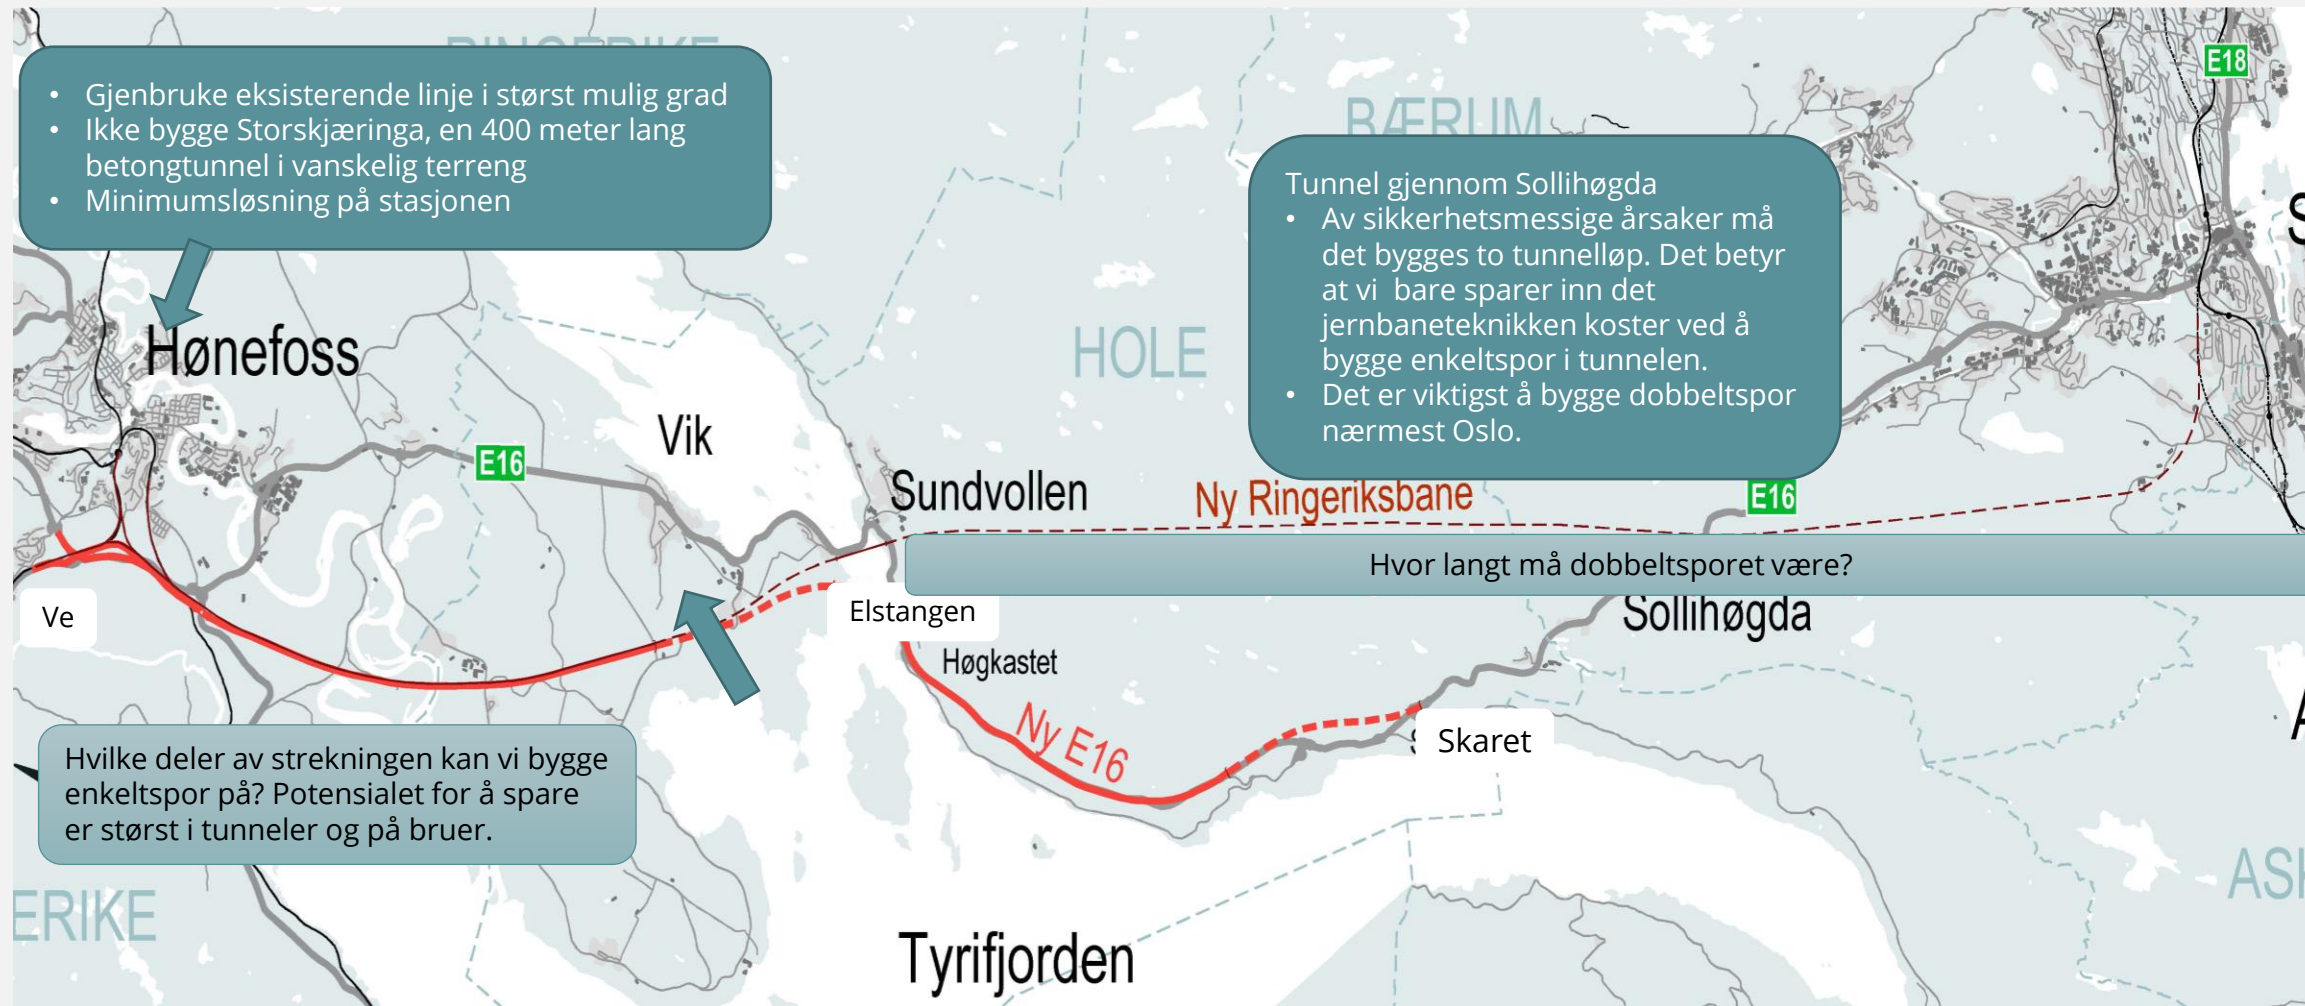 RINGERIKE
• Gjenbruke eksisterende linje i størst mulig grad
• Ikke bygge Storskjæringa, en 400 meter lang
betongtunnel i vanskelig terreng
• Minimumsløsning på stasjonen
E18
BÆRUM
Tunnel gjennom Sollihøgda
• Av sikkerhetsmessige årsaker må
det bygges to tunnelløp. Det betyr
at vi bare sparer inn det
jernbaneteknikken koster ved å
bygge enkeltspor i tunnelen.
• Det er viktigst å bygge dobbeltspor
nærmest Oslo.
HOLE
Hønefoss
Vik
E16
Sundvollen
Ny Ringeriksbane
E16
Hvor langt må dobbeltsporet være?
Ve
Elstangen
Sollihøgda
Høgkastet
Ny E16
Skaret
Hvilke deler av strekningen kan vi bygge
enkeltspor på? Potensialet for å spare
er størst i tunneler og på bruer.
ERIKE
Tyrifjorden